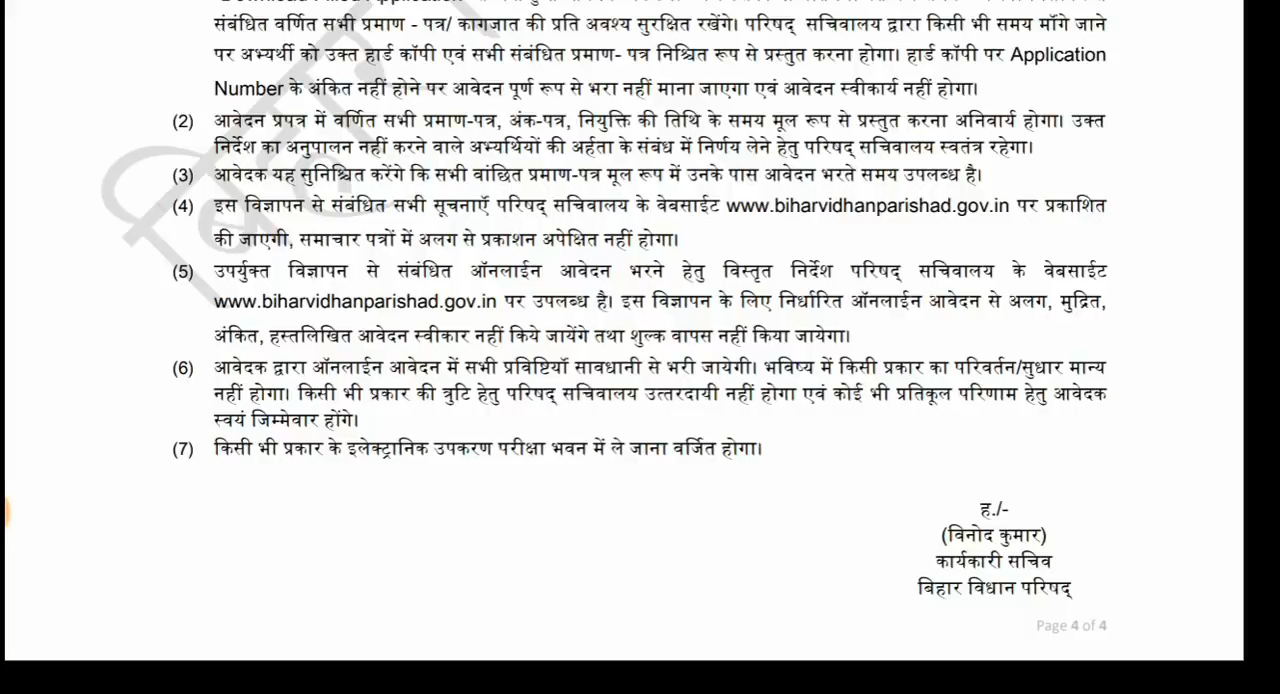 "Download Filled Application"
संबंधित वर्णित सभी प्रमाण - पत्र/ कागजात की प्रति अवश्य सुरक्षित रखेंगे। परिषद् सचिवालय द्वारा किसी भी समय माँगे जाने
पर अभ्यर्थी को उक्त हार्ड कॉपी एवं सभी संबंधित प्रमाण- पत्र निश्चित रूप से प्रस्तुत करना होगा। हार्ड कॉपी पर Application
Number के अंकित नहीं होने पर आवेदन पूर्ण रूप से भरा नहीं माना जाएगा एवं आवेदन स्वीकार्य नहीं होगा।
(2) आवेदन प्रपत्र में वर्णित सभी प्रमाण-पत्र, अंक-पत्र, नियुक्ति की तिथि के समय मूल रूप से प्रस्तुत करना अनिवार्य होगा। उक्त
निर्देश का अनुपालन नहीं करने वाले अभ्यर्थियों की अर्हता के संबंध में निर्णय लेने हेतु परिषद् सचिवालय स्वतंत्र रहेगा।
(3) आवेदक यह सुनिश्चित करेंगे कि सभी वांछित प्रमाण-पत्र मूल रूप में उनके पास आवेदन भरते समय उपलब्ध है।
(4) इस विज्ञापन से संबंधित सभी सूचनाएँ परिषद् सचिवालय के वेबसाईट www.biharvidhanparishad.gov.in पर प्रकाशित
की जाएगी, समाचार पत्रों में अलग से प्रकाशन अपेक्षित नहीं होगा।
(5) उपर्युक्त विज्ञापन से संबंधित ऑनलाईन आवेदन भरने हेतु विस्तृत निर्देश परिषद् सचिवालय के वेबसाईट
www.biharvidhanparishad.gov.in पर उपलब्ध है। इस विज्ञापन के लिए निर्धारित ऑनलाईन आवेदन से अलग, मुद्रित,
अंकित, हस्तलिखित आवेदन स्वीकार नहीं किये जायेंगे तथा शुल्क वापस नहीं किया जायेगा।
(6) आवेदक द्वारा ऑनलाईन आवेदन में सभी प्रविष्टियाँ सावधानी से भरी जायेगी। भविष्य में किसी प्रकार का परिवर्तन/सुधार मान्य
नहीं होगा। किसी भी प्रकार की त्रुटि हेतु परिषद् सचिवालय उत्तरदायी नहीं होगा एवं कोई भी प्रतिकूल परिणाम हेतु आवेदक
स्वयं जिम्मेवार होंगे।
(7) किसी भी प्रकार के इलेक्ट्रानिक उपकरण परीक्षा भवन में ले जाना वर्जित होगा।
ह./-
(विनोद कुमार)
कार्यकारी सचिव
बिहार विधान परिषद्
Page 4 of 4